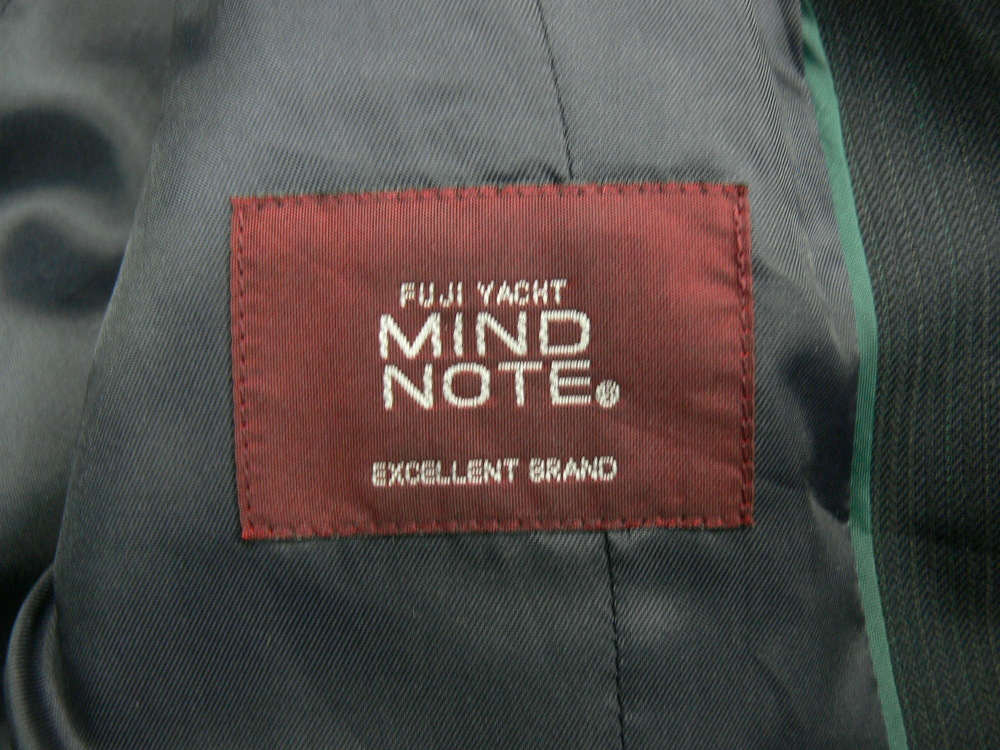 FUJI YACHT
MIND
NOTE®
EXCELLENT BRAND